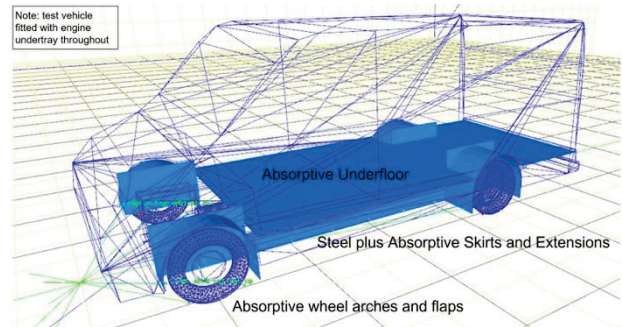 Note: test vehicle
fitted with engine
undertray throughout
Absorptive Underfloor
Steel plus Absorptive Skirts and Extensions
Absorptive wheel arches and flaps